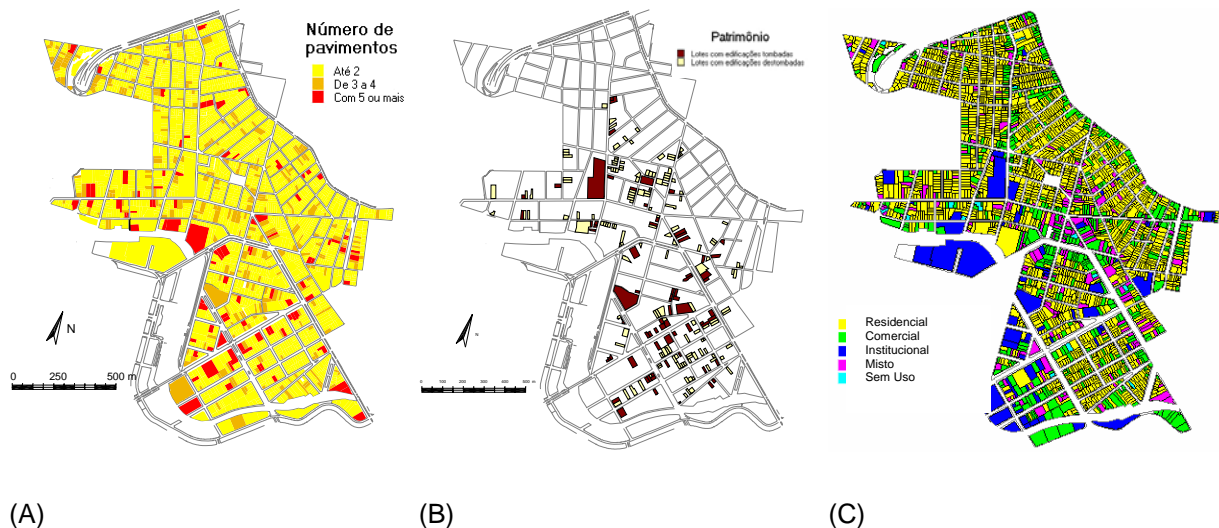 Número de
pavimentos
Até 2
De 3 a 4
Com 5 ou mais
N
0 250 500 m
Patrimônio
Lotes com edificações tombadas
Lotes com edificações destombadas
N
Residencial
Comercial
Institucional
Misto
Sem Uso
(A)
(B)
(C)